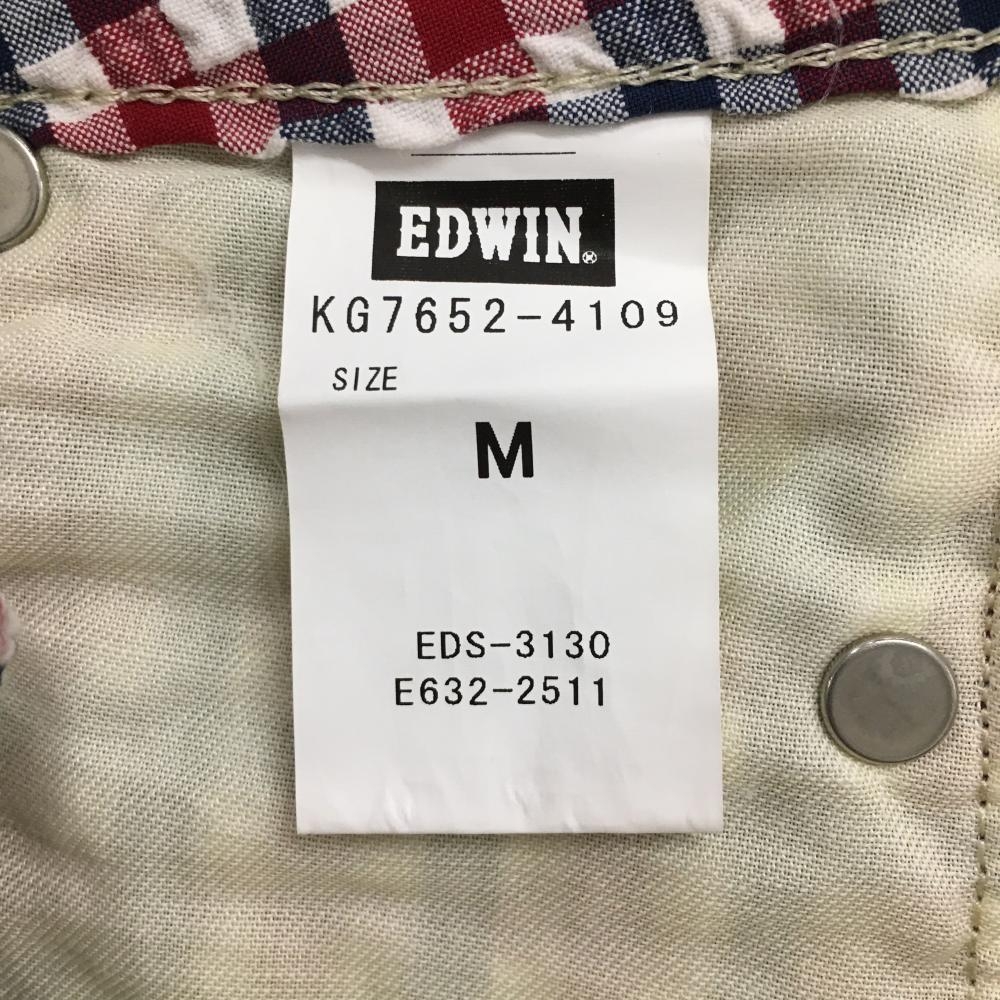 EDWIN
KG7652-4109
SIZE
M
EDS-3130
E632-2511